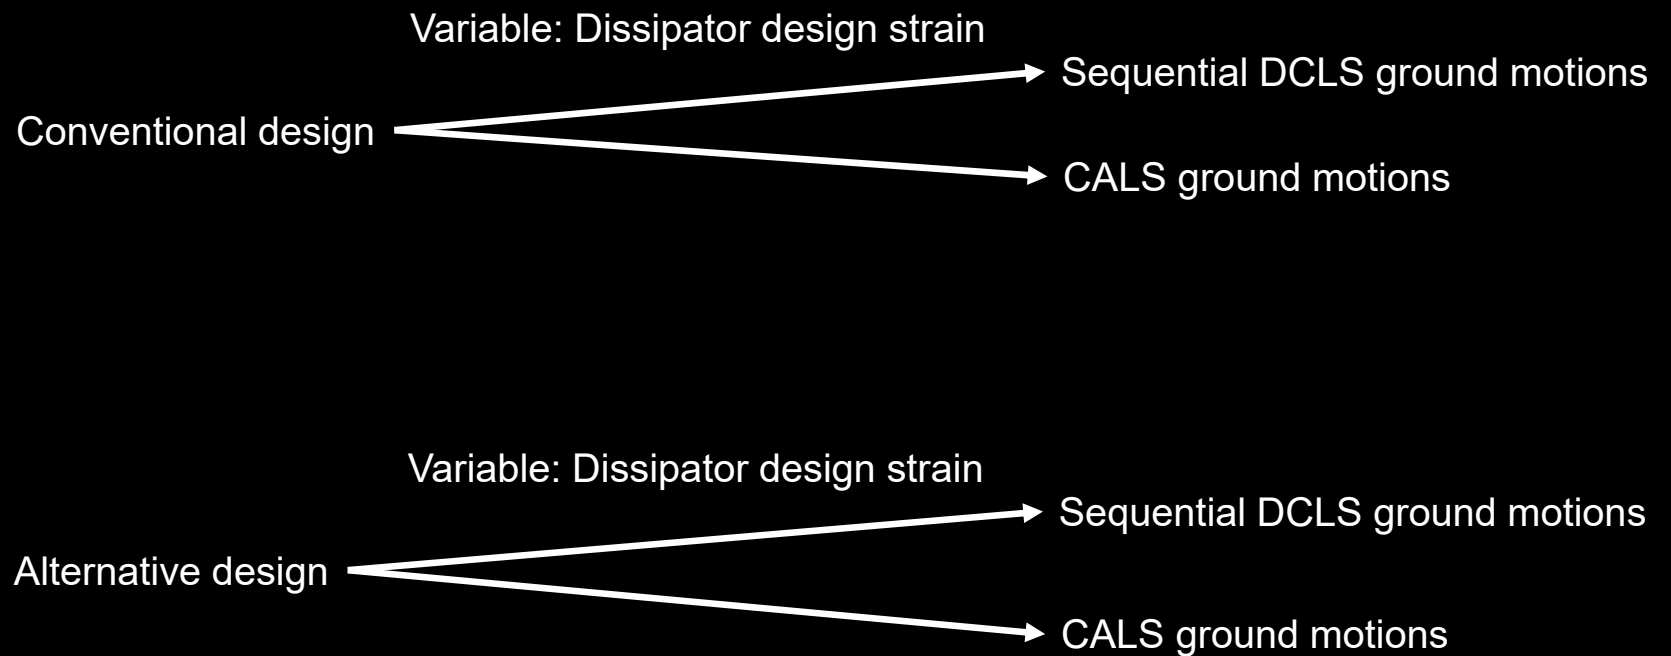 Variable: Dissipator design strain
Sequential DCLS ground motions
Conventional design
CALS ground motions
Variable: Dissipator design strain
Sequential DCLS ground motions
Alternative design
CALS ground motions